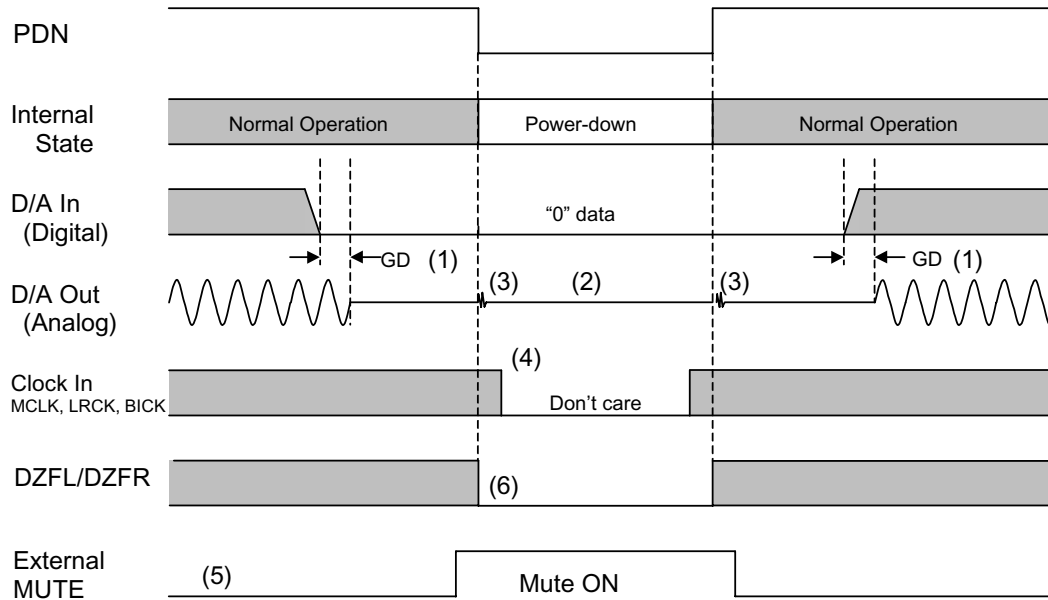 PDN
Internal
State
Normal Operation
Power-down
Normal Operation
D/A In
(Digital)
“0” data
GD (1)
GD (1)
D/A Out
(Analog)
(3)
(2)
(3)
Clock In
MCLK, LRCK, BICK
(4)
Don’t care
DZFL/DZFR
(6)
External
MUTE
(5)
Mute ON